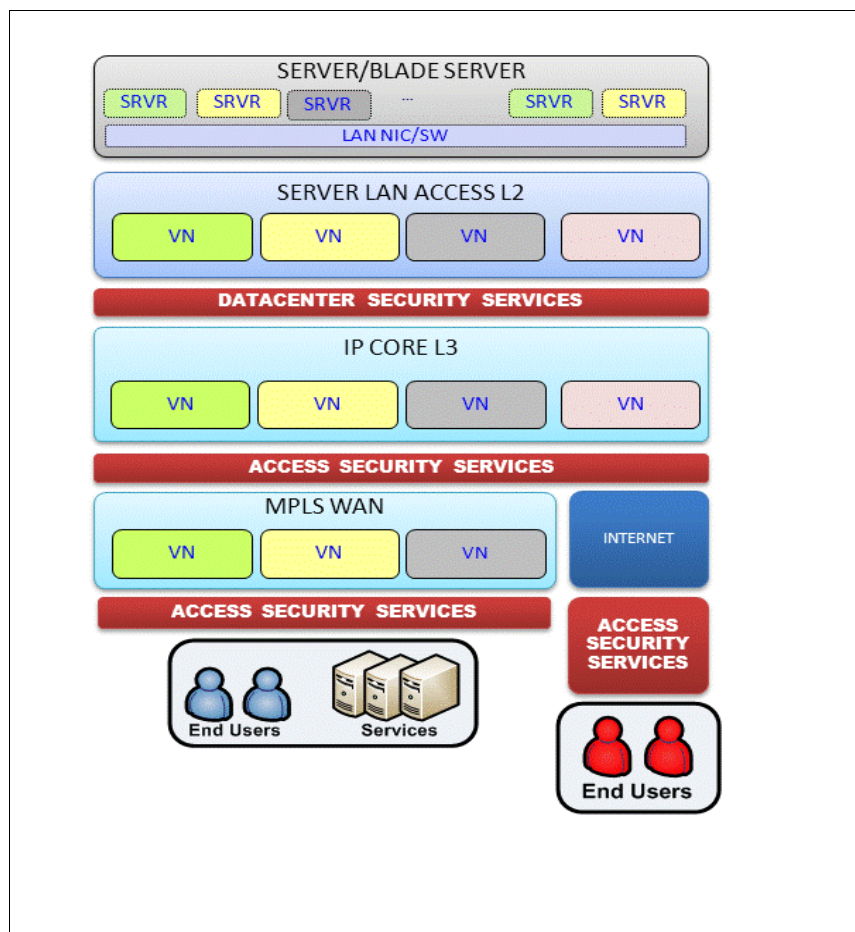 SERVER/BLADE SERVER
SRVR SRVR SRVR ... SRVR SRVR
LAN NIC/SW
SERVER LAN ACCESS L2
VN VN VN VN
DATACENTER SECURITY SERVICES
IP CORE L3
VN VN VN VN
ACCESS SECURITY SERVICES
MPLS WAN
VN VN VN
INTERNET
ACCESS SECURITY SERVICES
ACCESS
SECURITY
SERVICES
End Users Services
End Users